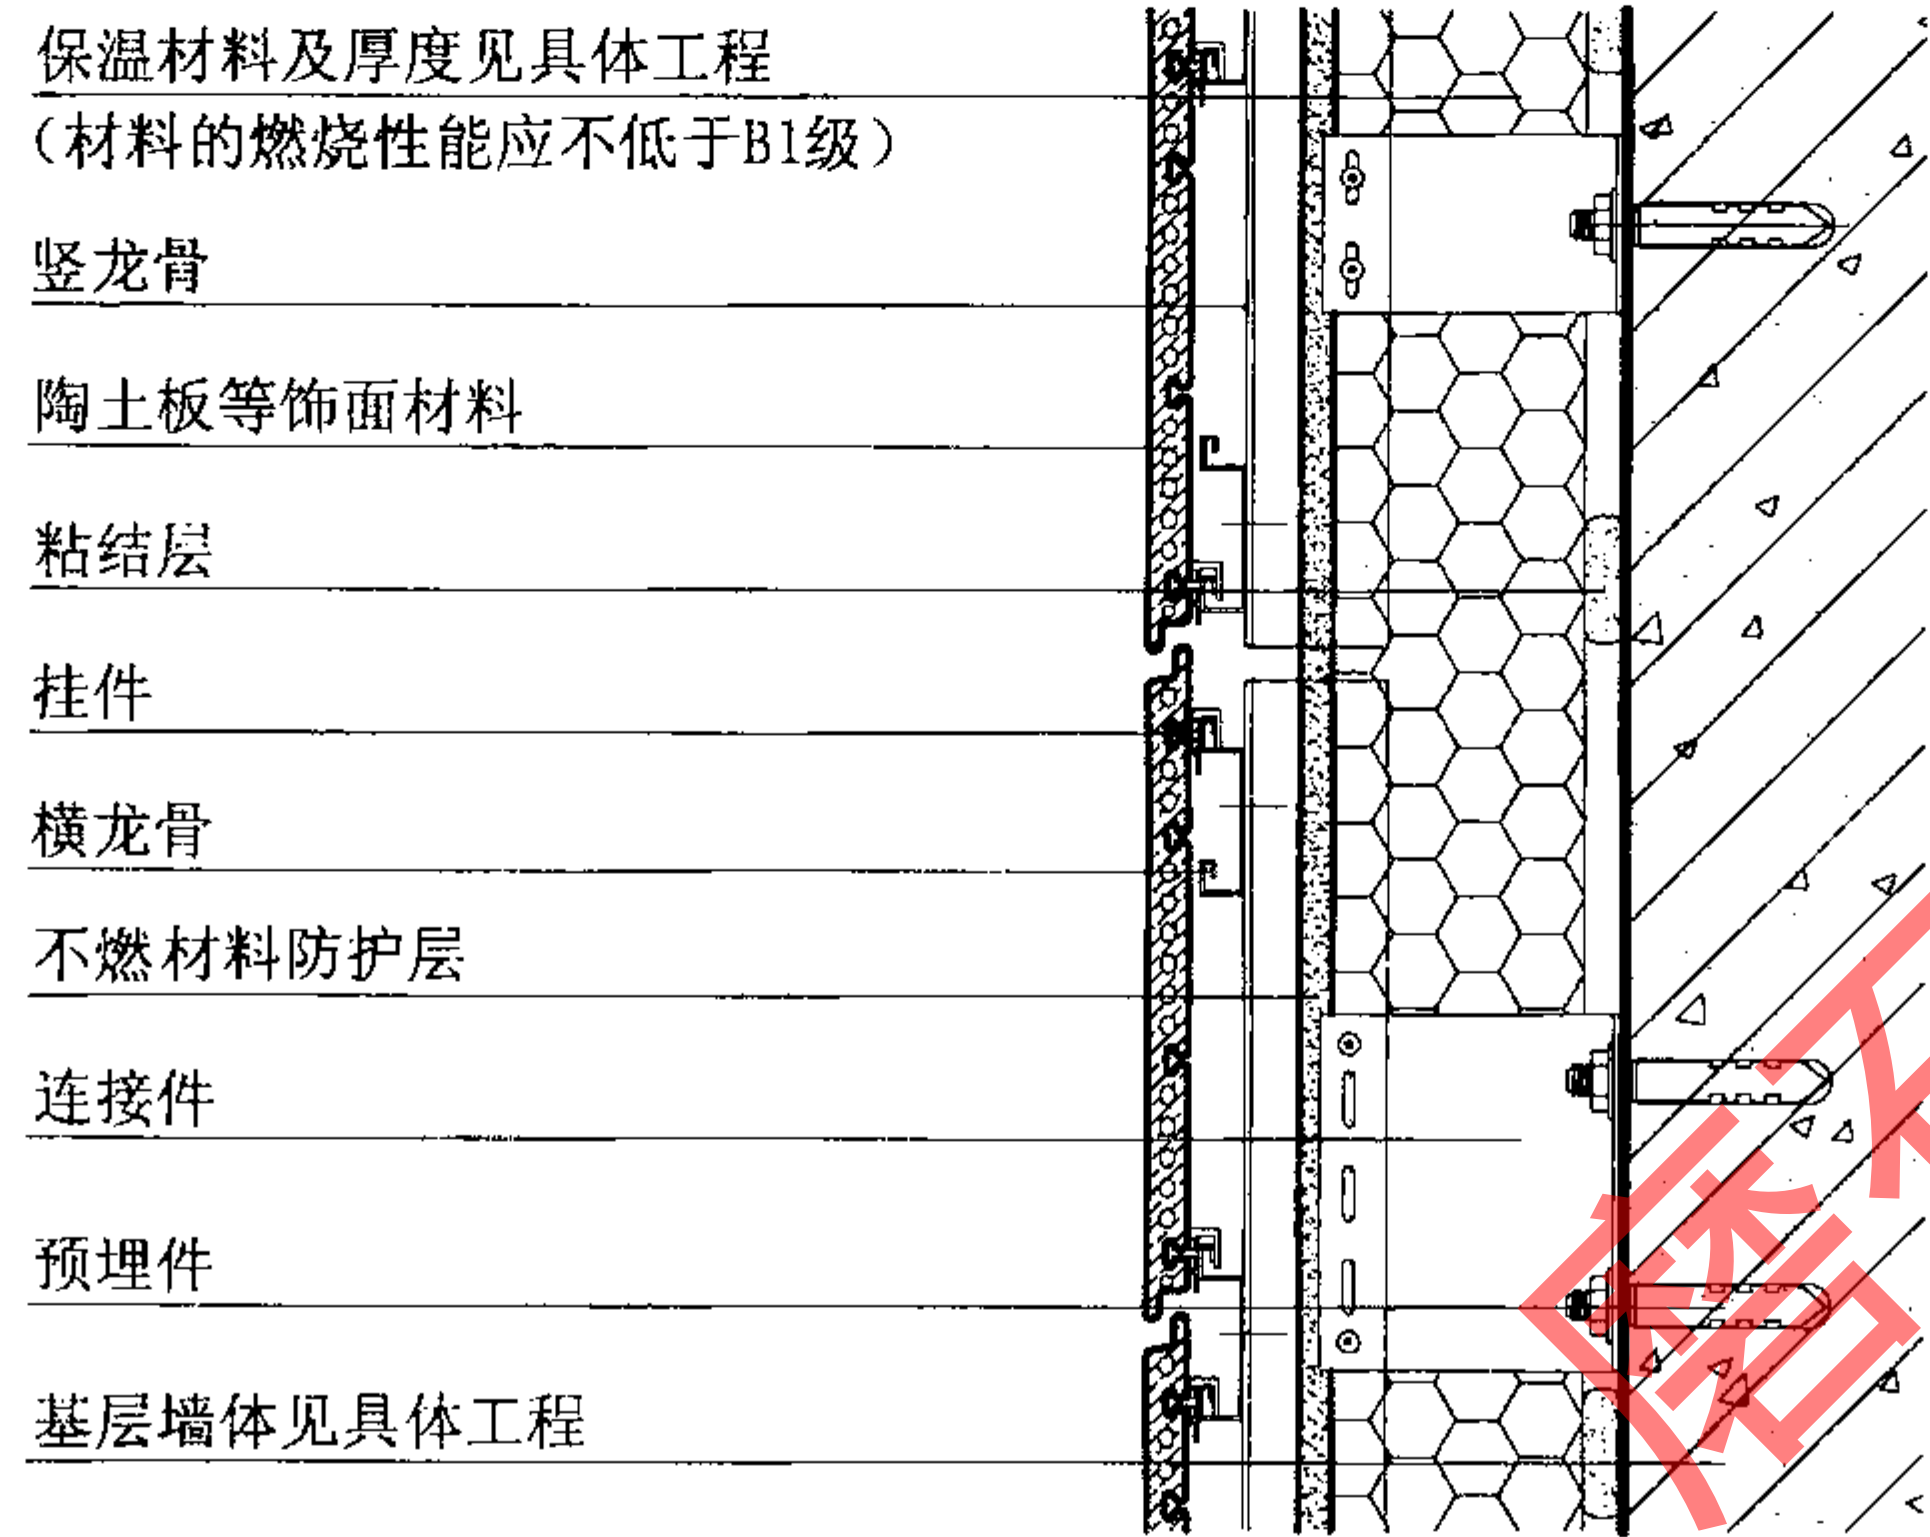 保温材料及厚度见具体工程
（材料的燃烧性能应不低于B1级）
竖龙骨
陶土板等饰面材料
粘结层
挂件
横龙骨
不燃材料防护层
连接件
预埋件
基层墙体见具体工程